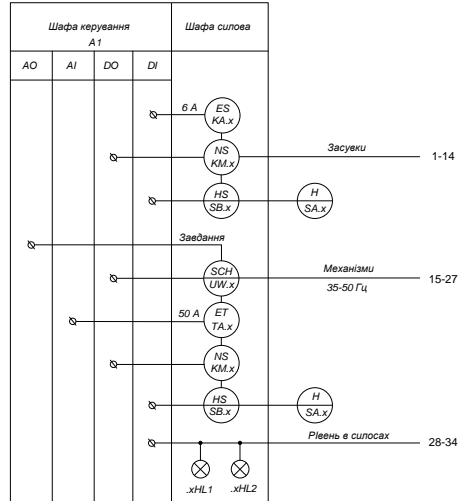 Шафа керування
A1
Шафа силова
AO
AI
DO
DI
6 A
ES
KA.x
NS
KM.x
Засувки
1-14
HS
SB.x
H
SA.x
Завдання
SCH
UW.x
Механізми
35-50 Гц
15-27
50 A
ET
TA.x
NS
KM.x
HS
SB.x
H
SA.x
Рівень в силосах
28-34
.xHL1
.xHL2